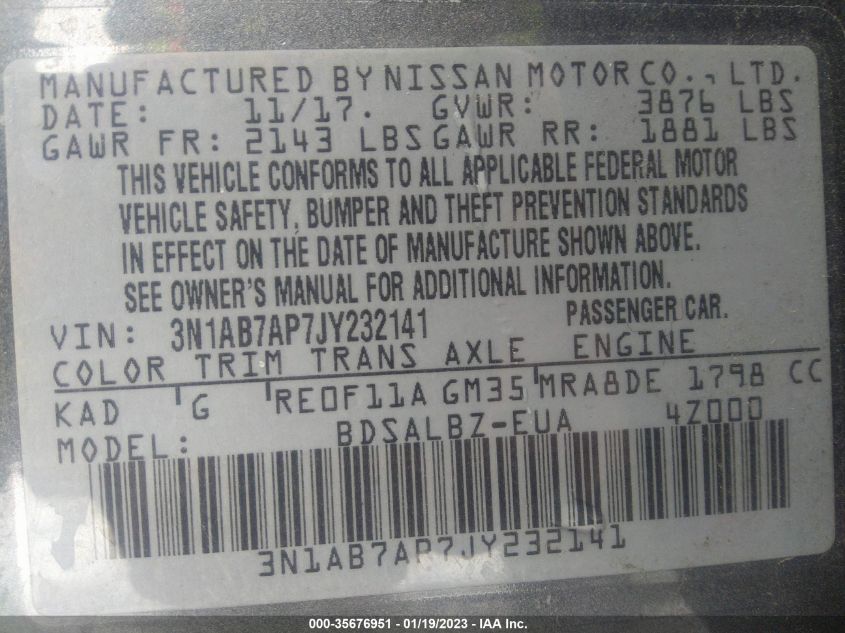 MANUFACTURED BY NISSAN MOTOR CO., LTD.
DATE: 11/17. GVWR: 3876 LBS
GAWR FR: 2143 LBS GAWR RR: 1881 LBS
THIS VEHICLE CONFORMS TO ALL APPLICABLE FEDERAL MOTOR
VEHICLE SAFETY, BUMPER AND THEFT PREVENTION STANDARDS
IN EFFECT ON THE DATE OF MANUFACTURE SHOWN ABOVE.
SEE OWNER'S MANUAL FOR ADDITIONAL INFORMATION.
VIN: 3N1AB7AP7JY232141 PASSENGER CAR.
COLOR TRIM TRANS AXLE ENGINE
KAD G RE0F11A GM35 MRA8DE 1798 CC
MODEL: BDSALBZ-EUA 4Z000
3N1AB7AP7JY232141
000-35676951 - 01/19/2023 - IAA Inc.